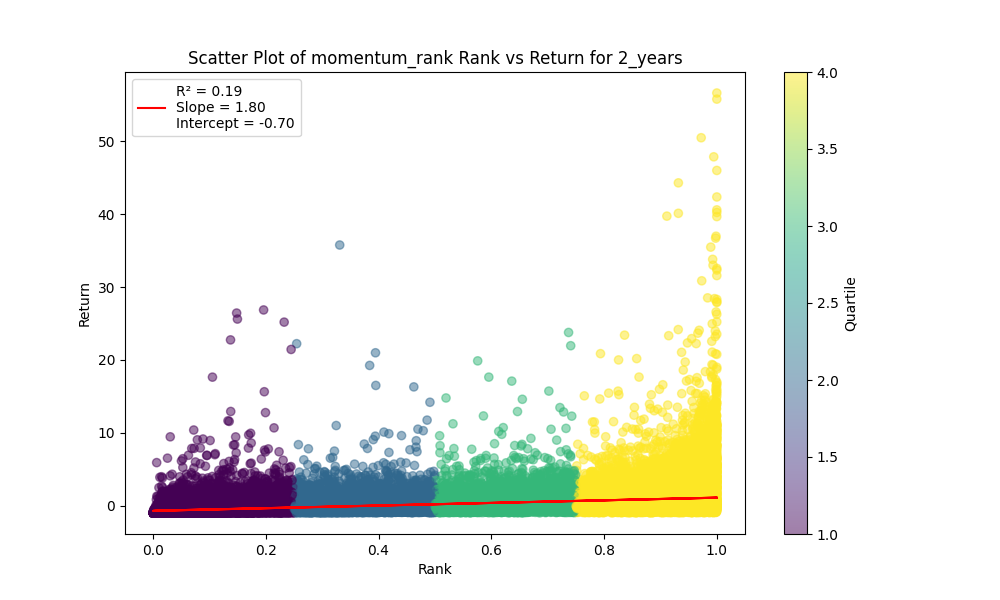 Scatter Plot of momentum_rank Rank vs Return for 2_years
R² = 0.19
Slope = 1.80
Intercept = -0.70
Return
50
40
30
20
10
0
0.0 0.2 0.4 0.6 0.8 1.0
Rank
4.0
3.5
3.0
2.5
2.0
1.5
1.0
Quartile